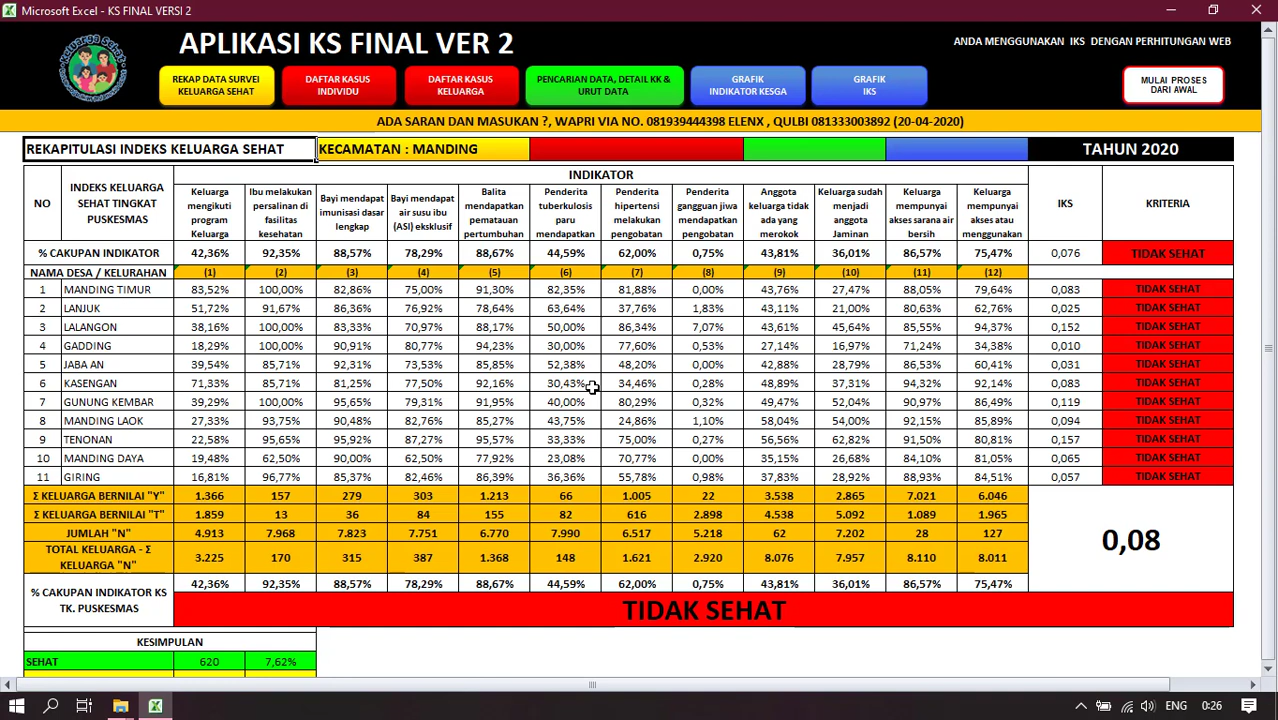 Microsoft Excel - KS FINAL VERSI 2
Keluarga Sehat
APLIKASI KS FINAL VER 2
ANDA MENGGUNAKAN IKS DENGAN PERHITUNGAN WEB
REKAP DATA SURVEI
KELUARGA SEHAT
DAFTAR KASUS
INDIVIDU
DAFTAR KASUS
KELUARGA
PENCARIAN DATA, DETAIL KK &
URUT DATA
GRAFIK
INDIKATOR KESGA
GRAFIK
IKS
MULAI PROSES
DARI AWAL
ADA SARAN DAN MASUKAN ?, WAPRI VIA NO. 081939444398 ELENX , QULBI 081333003892 (20-04-2020)
REKAPITULASI INDEKS KELUARGA SEHAT KECAMATAN : MANDING TAHUN 2020
NO
INDEKS KELUARGA
SEHAT TINGKAT
PUSKESMAS
INDIKATOR
Keluarga
mengikuti
program
Keluarga
Ibu melakukan
persalinan di
fasilitas
kesehatan
Bayi mendapat
imunisasi dasar
lengkap
Bayi mendapat
air susu ibu
(ASI) eksklusif
Balita
mendapatkan
pematauan
pertumbuhan
Penderita
tuberkulosis
paru
mendapatkan
Penderita
hipertensi
melakukan
pengobatan
Penderita
gangguan jiwa
mendapatkan
pengobatan
Anggota
keluarga tidak
ada yang
merokok
Keluarga sudah
menjadi
anggota
Jaminan
Keluarga
mempunyai
akses sarana air
bersih
Keluarga
mempunyai
akses atau
menggunakan
IKS
KRITERIA
% CAKUPAN INDIKATOR 42,36% 92,35% 88,57% 78,29% 88,67% 44,59% 62,00% 0,75% 43,81% 36,01% 86,57% 75,47% 0,076 TIDAK SEHAT
NAMA DESA / KELURAHAN (1) (2) (3) (4) (5) (6) (7) (8) (9) (10) (11) (12)
1 MANDING TIMUR 83,52% 100,00% 82,86% 75,00% 91,30% 82,35% 81,88% 0,00% 43,76% 27,47% 88,05% 79,64% 0,083 TIDAK SEHAT
2 LANJUK 51,72% 91,67% 86,36% 76,92% 78,64% 63,64% 37,76% 1,83% 43,11% 21,00% 80,63% 62,76% 0,025 TIDAK SEHAT
3 LALANGON 38,16% 100,00% 83,33% 70,97% 88,17% 50,00% 86,34% 7,07% 43,61% 45,64% 85,55% 94,37% 0,152 TIDAK SEHAT
4 GADDING 18,29% 100,00% 90,91% 80,77% 94,23% 30,00% 77,60% 0,53% 27,14% 16,97% 71,24% 34,38% 0,010 TIDAK SEHAT
5 JABA AN 39,54% 85,71% 92,31% 73,53% 85,85% 52,38% 48,20% 0,00% 42,88% 28,79% 86,53% 60,41% 0,031 TIDAK SEHAT
6 KASENGAN 71,33% 85,71% 81,25% 77,50% 92,16% 30,43% 34,46% 0,28% 48,89% 37,31% 94,32% 92,14% 0,083 TIDAK SEHAT
7 GUNUNG KEMBAR 39,29% 100,00% 95,65% 79,31% 91,95% 40,00% 80,29% 0,32% 49,47% 52,04% 90,97% 86,49% 0,119 TIDAK SEHAT
8 MANDING LAOK 27,33% 93,75% 90,48% 82,76% 85,27% 43,75% 24,86% 1,10% 58,04% 54,00% 92,15% 85,89% 0,094 TIDAK SEHAT
9 TENONAN 22,58% 95,65% 95,92% 87,27% 95,57% 33,33% 75,00% 0,27% 56,56% 62,82% 91,50% 80,81% 0,157 TIDAK SEHAT
10 MANDING DAYA 19,48% 62,50% 90,00% 62,50% 77,92% 23,08% 70,77% 0,00% 35,15% 26,68% 84,10% 81,05% 0,065 TIDAK SEHAT
11 GIRING 16,81% 96,77% 85,37% 82,46% 86,39% 36,36% 55,78% 0,98% 37,83% 28,92% 88,93% 84,51% 0,057 TIDAK SEHAT
Σ KELUARGA BERNILAI "Y" 1.366 157 279 303 1.213 66 1.005 22 3.538 2.865 7.021 6.046
Σ KELUARGA BERNILAI "T" 1.859 13 36 84 155 82 616 2.898 4.538 5.092 1.089 1.967
JUMLAH "N" 4.913 7.968 7.823 7.751 6.770 7.990 6.517 5.218 62 7.202 28 127
TOTAL KELUARGA - Σ
KELUARGA "N"
3.225 170 315 387 1.368 148 1.621 2.920 8.076 7.957 8.110 8.011
0,08
% CAKUPAN INDIKATOR KS
TK. PUSKESMAS
42,36% 92,35% 88,57% 78,29% 88,67% 44,59% 62,00% 0,75% 43,81% 36,01% 86,57% 75,47%
TIDAK SEHAT
KESIMPULAN
SEHAT 620 7,62%
ENG 0:26